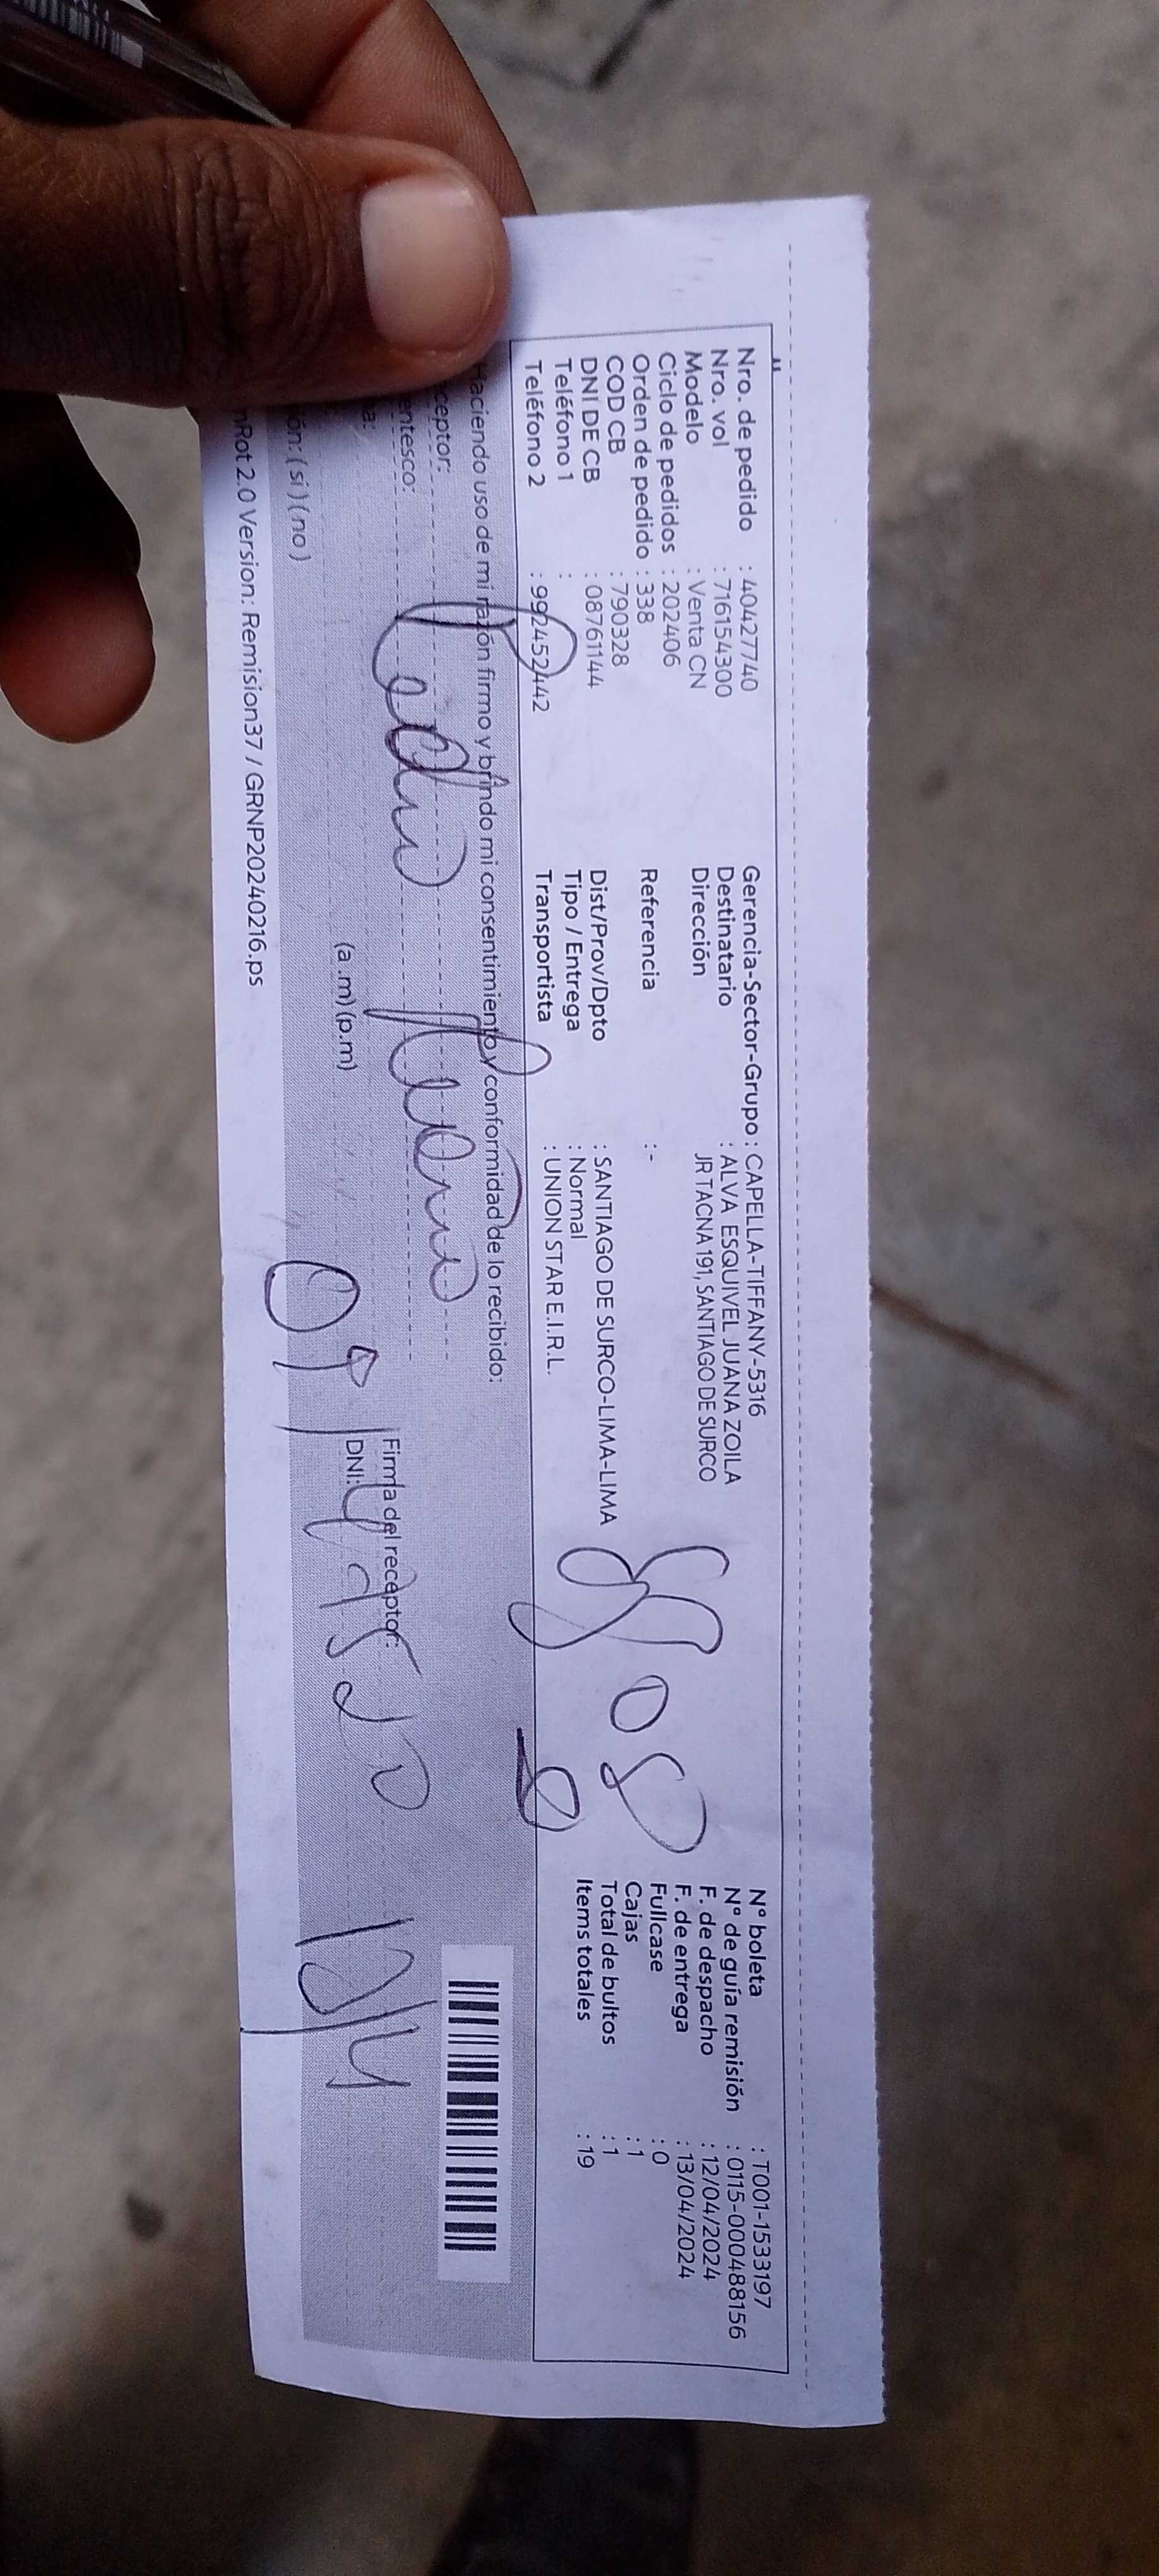 Nro. de pedido : 40427740
Nro. vol : 716154300
Modelo : Venta CN
Ciclo de pedidos : 202406
Orden de pedido : 338
COD CB : 790328
DNI DE CB : 08761144
Teléfono 1 :
Teléfono 2 : 992452442
Gerencia-Sector-Grupo : CAPELLA-TIFFANY-5316
Destinatario : ALVA ESQUIVEL JUANA ZOILA
Dirección JR TACNA 191, SANTIAGO DE SURCO
Referencia :-
Dist/Prov/Dpto : SANTIAGO DE SURCO-LIMA-LIMA
Tipo / Entrega : Normal
Transportista : UNION STAR E.I.R.L.
N° boleta : T001-1533197
N° de guía remisión : 0115-000488156
F. de despacho : 12/04/2024
F. de entrega : 13/04/2024
Fullcase : 0
Cajas : 1
Total de bultos : 1
Items totales : 19
Haciendo uso de mi razón firmo y brindo mi consentimiento y conformidad de lo recibido:
ceptor:
entesco:
a:
(a.m)(p.m)
ón: (si) (no)
Firma del receptor:
DNI:
nRot 2.0 Version: Remision37 / GRNP20240216.ps